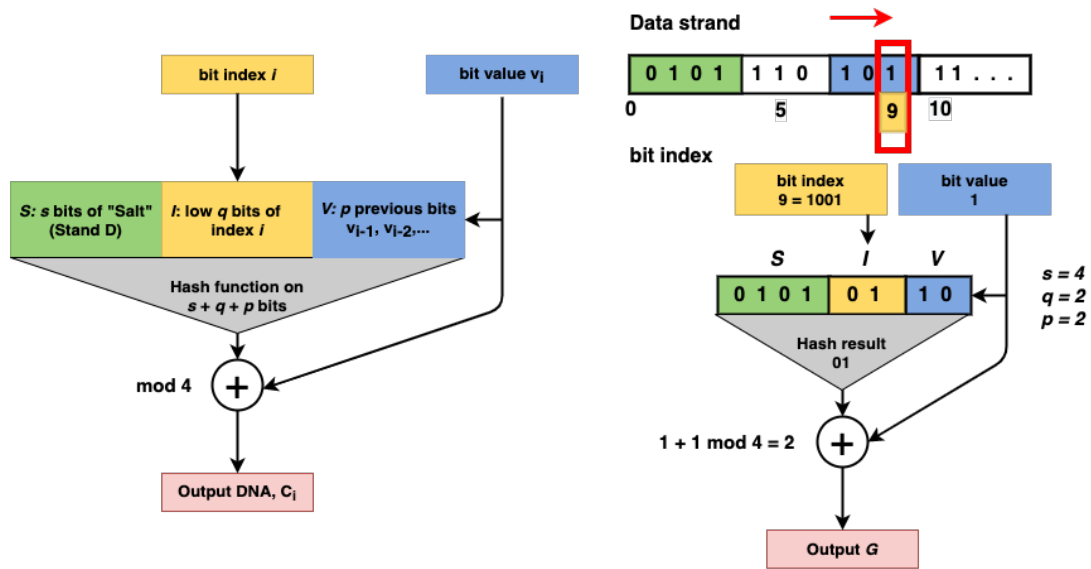 bit index i
bit value vi
S: s bits of "Salt"
(Stand D)
I: low q bits of
index i
V: p previous bits
vi-1, vi-2,...
Hash function on
s + q + p bits
mod 4
+
Output DNA, Ci
Data strand
0 1 0 1 1 1 0 1 0 1 1 1 . . .
0 5 9 10
bit index
bit index
9 = 1001
bit value
1
S I V
0 1 0 1 0 1 1 0
s = 4
q = 2
p = 2
Hash result
01
1 + 1 mod 4 = 2
+
Output G